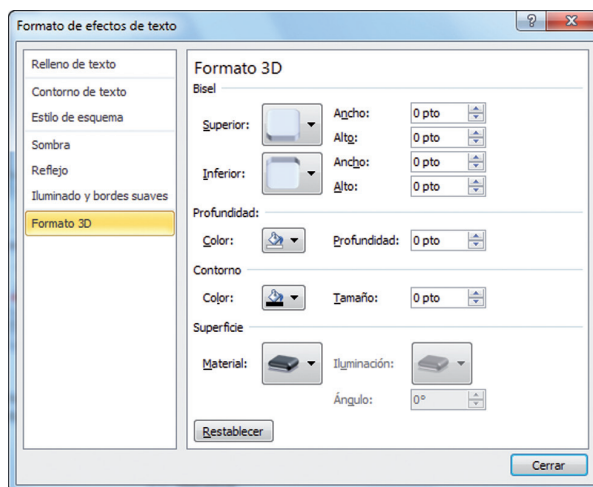 Formato de efectos de texto
Relleno de texto
Contorno de texto
Estilo de esquema
Sombra
Reflejo
Iluminado y bordes suaves
Formato 3D
Formato 3D
Bisel
Superior:
Ancho: 0 pto
Alto: 0 pto
Inferior:
Ancho: 0 pto
Alto: 0 pto
Profundidad:
Color:
Profundidad: 0 pto
Contorno
Color:
Tamaño: 0 pto
Superficie
Material:
Iluminación:
Ángulo: 0°
Restablecer
Cerrar